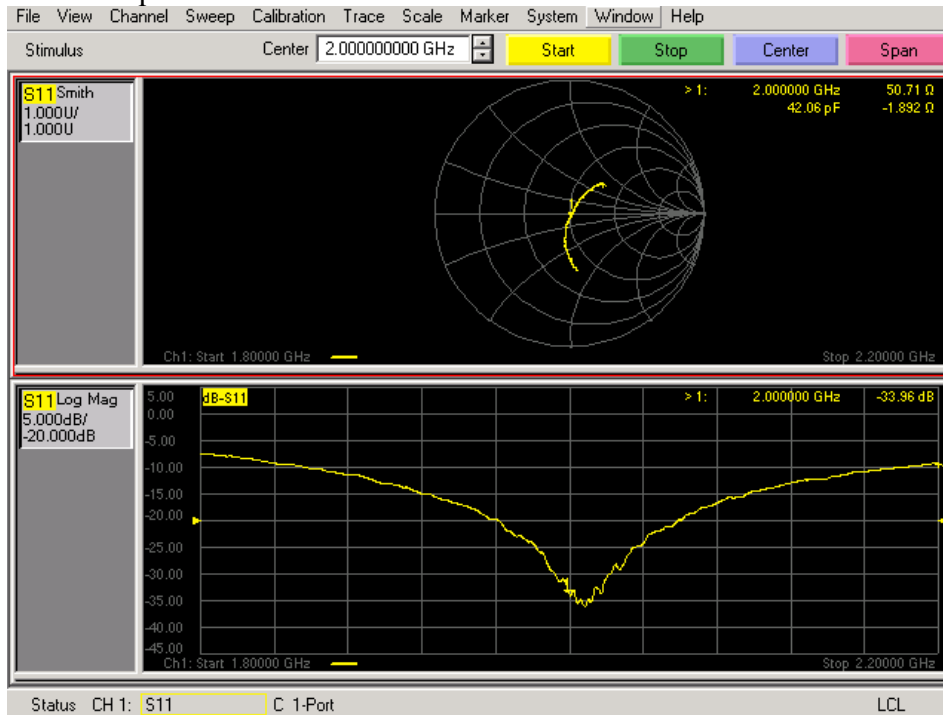 File View Channel Sweep Calibration Trace Scale Marker System Window Help
Stimulus Center 2.000000000 GHz Start Stop Center Span
S11 Smith
1.000U/
1.000U
> 1: 2.000000 GHz 50.71 Ω
42.06 pF -1.892 Ω
Ch1: Start 1.80000 GHz Stop 2.20000 GHz
S11 Log Mag
5.000dB/
-20.000dB
dB-S11
> 1: 2.000000 GHz -33.96 dB
5.00
0.00
-5.00
-10.00
-15.00
-20.00
-25.00
-30.00
-35.00
-40.00
-45.00
Ch1: Start 1.80000 GHz Stop 2.20000 GHz
Status CH 1: S11 C 1-Port LCL